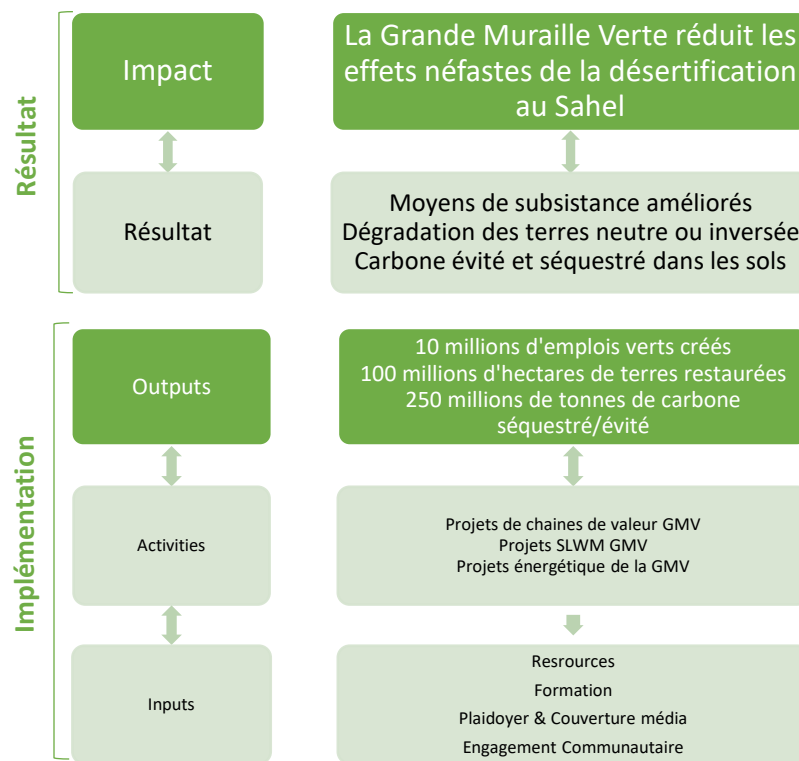 Résultat
Impact
La Grande Muraille Verte réduit les
effets néfastes de la désertification
au Sahel
Résultat
Moyens de subsistance améliorés
Dégradation des terres neutre ou inversée
Carbone évité et séquestré dans les sols
Implémentation
Outputs
10 millions d'emplois verts créés
100 millions d'hectares de terres restaurées
250 millions de tonnes de carbone
séquestré/évité
Activities
Projets de chaines de valeur GMV
Projets SLWM GMV
Projets énergétique de la GMV
Inputs
Resrources
Formation
Plaidoyer & Couverture média
Engagement Communautaire